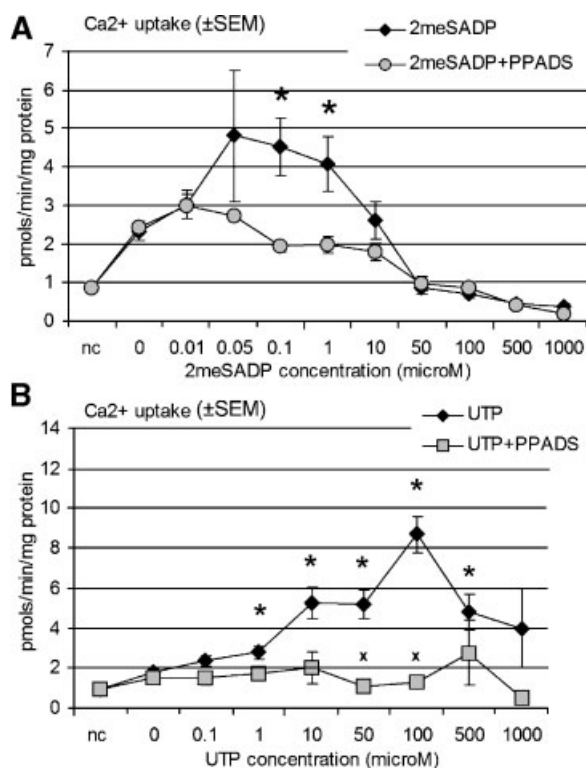 A
Ca2+ uptake (±SEM)
2meSADP
2meSADP+PPADS
pmols/min/mg protein
7
6
5
4
3
2
1
0
* *
nc 0 0.01 0.05 0.1 1 10 50 100 500 1000
2meSADP concentration (microM)
B
Ca2+ uptake (±SEM)
UTP
UTP+PPADS
pmols/min/mg protein
14
12
10
8
6
4
2
0
* * * * *
x x
nc 0 0.1 1 10 50 100 500 1000
UTP concentration (microM)